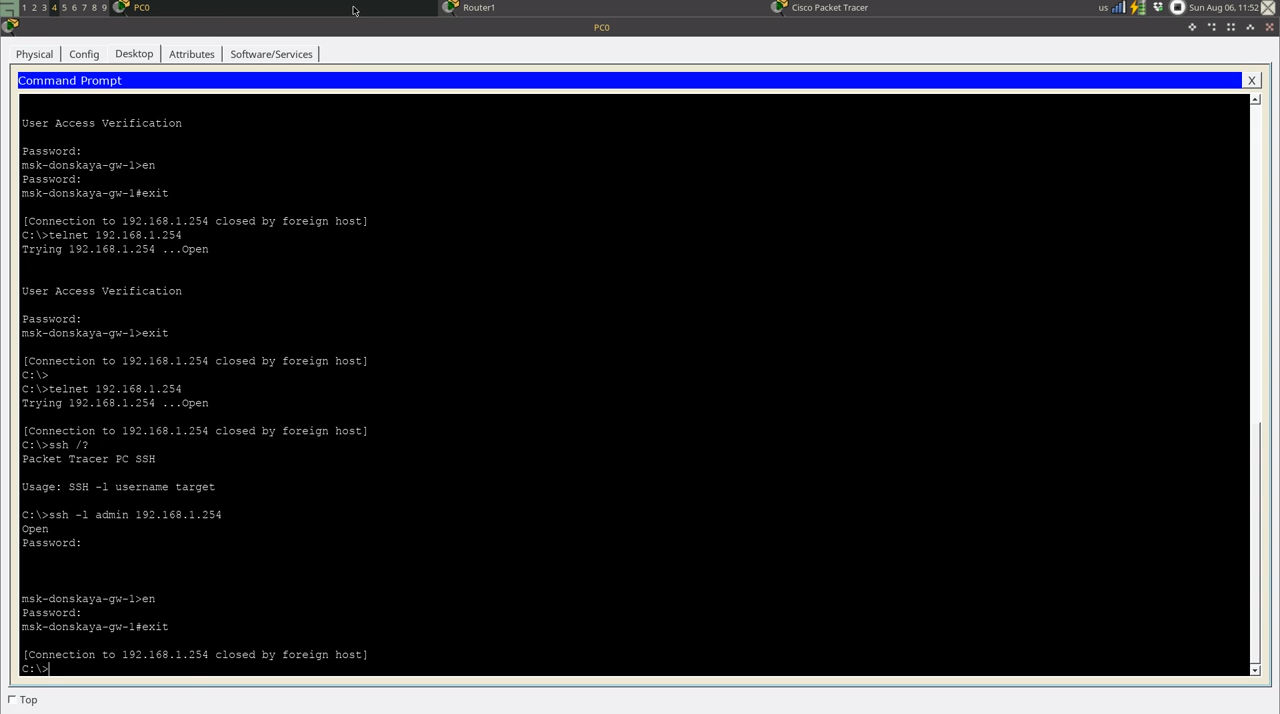 1 2 3 4 5 6 7 8 9 PC0 Router1 Cisco Packet Tracer us Sun Aug 06, 11:52
PC0
Physical Config Desktop Attributes Software/Services
Command Prompt X
User Access Verification
Password:
msk-donskaya-gw-1>en
Password:
msk-donskaya-gw-1#exit
[Connection to 192.168.1.254 closed by foreign host]
C:\>telnet 192.168.1.254
Trying 192.168.1.254 ...Open
User Access Verification
Password:
msk-donskaya-gw-1>exit
[Connection to 192.168.1.254 closed by foreign host]
C:\>
C:\>telnet 192.168.1.254
Trying 192.168.1.254 ...Open
[Connection to 192.168.1.254 closed by foreign host]
C:\>ssh /?
Packet Tracer PC SSH
Usage: SSH -l username target
C:\>ssh -l admin 192.168.1.254
Open
Password:
msk-donskaya-gw-1>en
Password:
msk-donskaya-gw-1#exit
[Connection to 192.168.1.254 closed by foreign host]
C:\>
Top